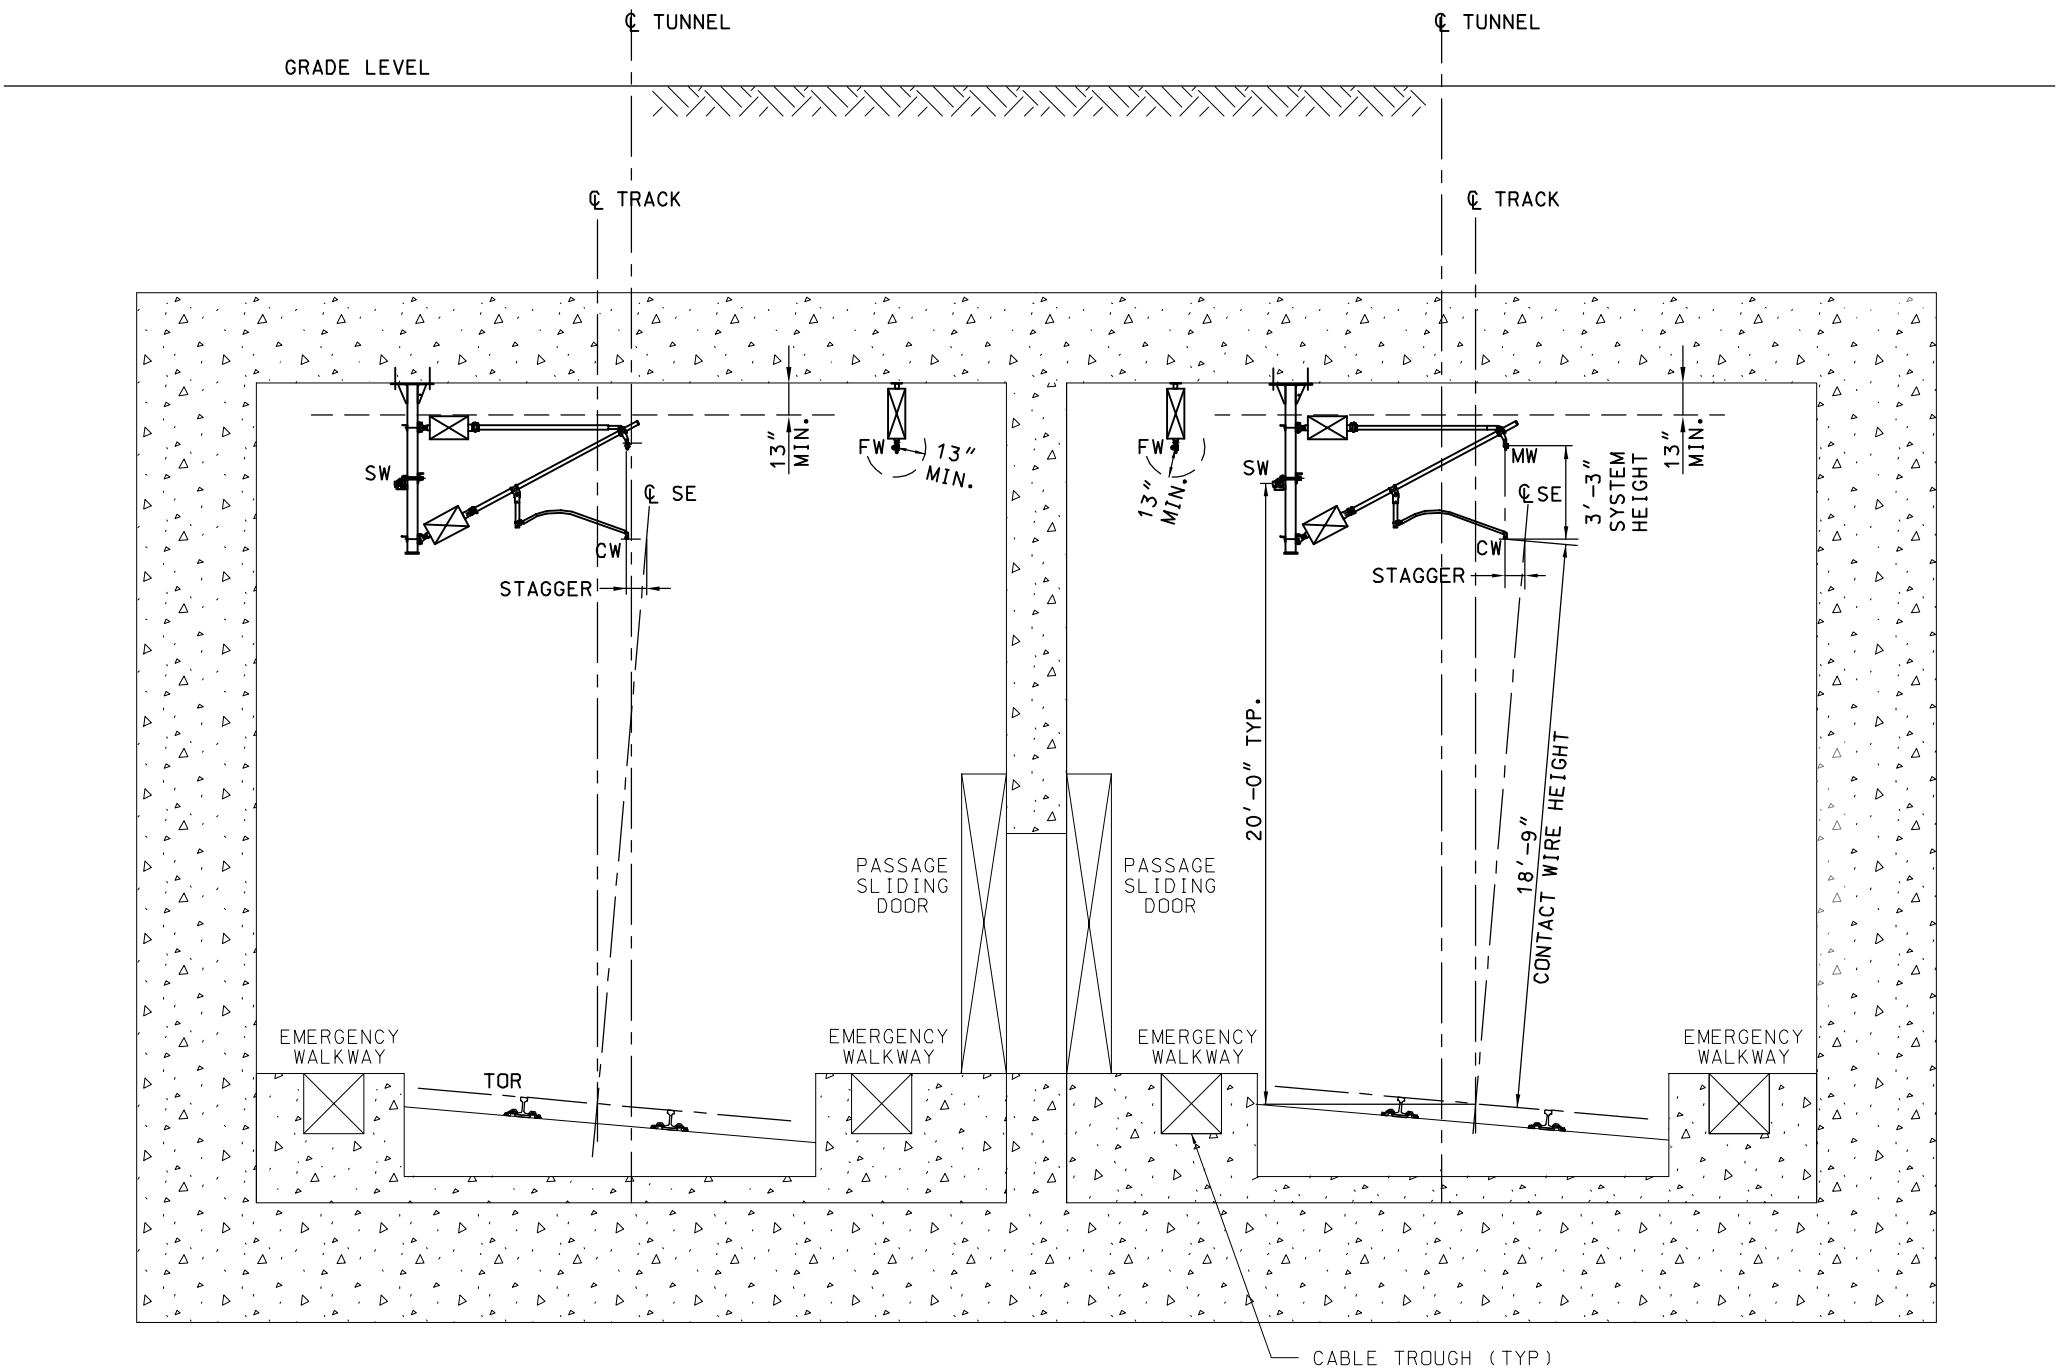 ℄ TUNNEL
℄ TUNNEL
GRADE LEVEL
℄ TRACK
℄ TRACK
13"
MIN.
FW
13"
MIN.
SW
℄ SE
CW
STAGGER
FW
13"
MIN.
SW
MW
℄ SE
3'-3"
SYSTEM
HEIGHT
13"
MIN.
CW
STAGGER
20'-0" TYP.
18'-9"
CONTACT WIRE HEIGHT
PASSAGE
SLIDING
DOOR
PASSAGE
SLIDING
DOOR
EMERGENCY
WALKWAY
EMERGENCY
WALKWAY
EMERGENCY
WALKWAY
EMERGENCY
WALKWAY
TOR
CABLE TROUGH (TYP)